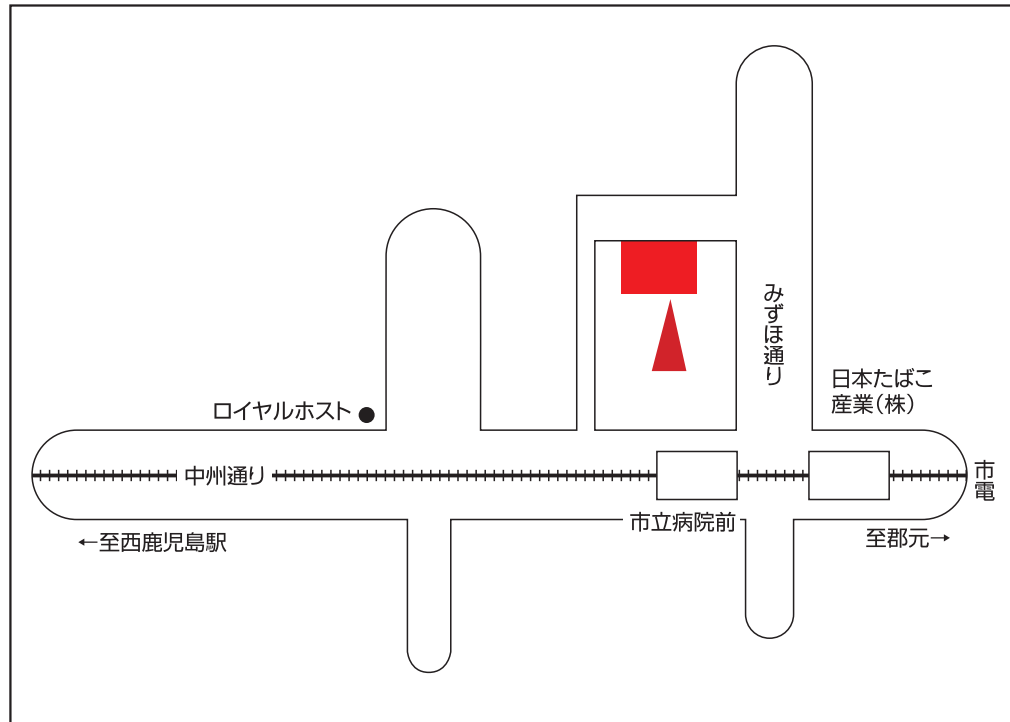 みずほ通り
日本たばこ
産業(株)
ロイヤルホスト
中州通り
市電
市立病院前
←至西鹿児島駅
至郡元→